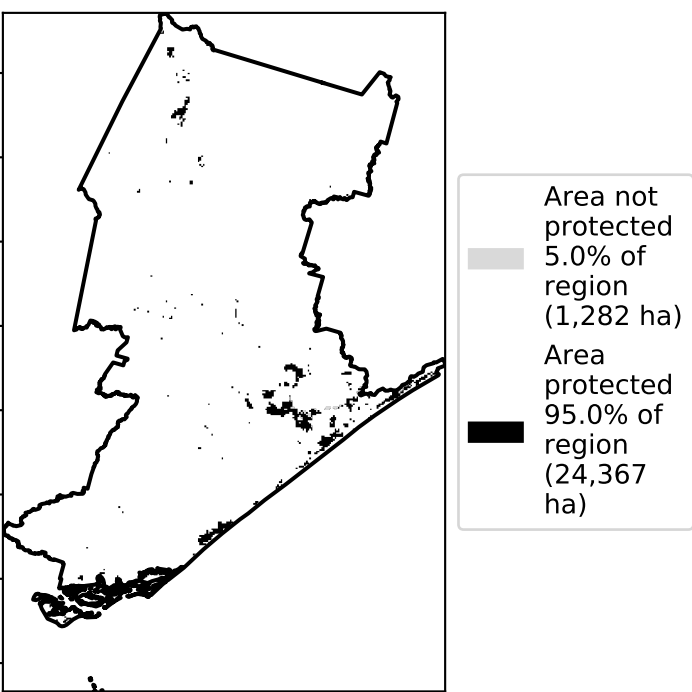 Area not
protected
5.0% of
region
(1,282 ha)
Area
protected
95.0% of
region
(24,367
ha)